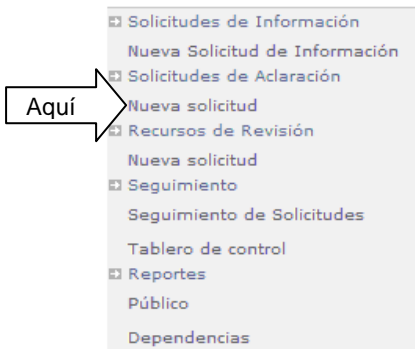 Solicitudes de Información
Nueva Solicitud de Información
Solicitudes de Aclaración
Aquí
Nueva solicitud
Recursos de Revisión
Nueva solicitud
Seguimiento
Seguimiento de Solicitudes
Tablero de control
Reportes
Público
Dependencias